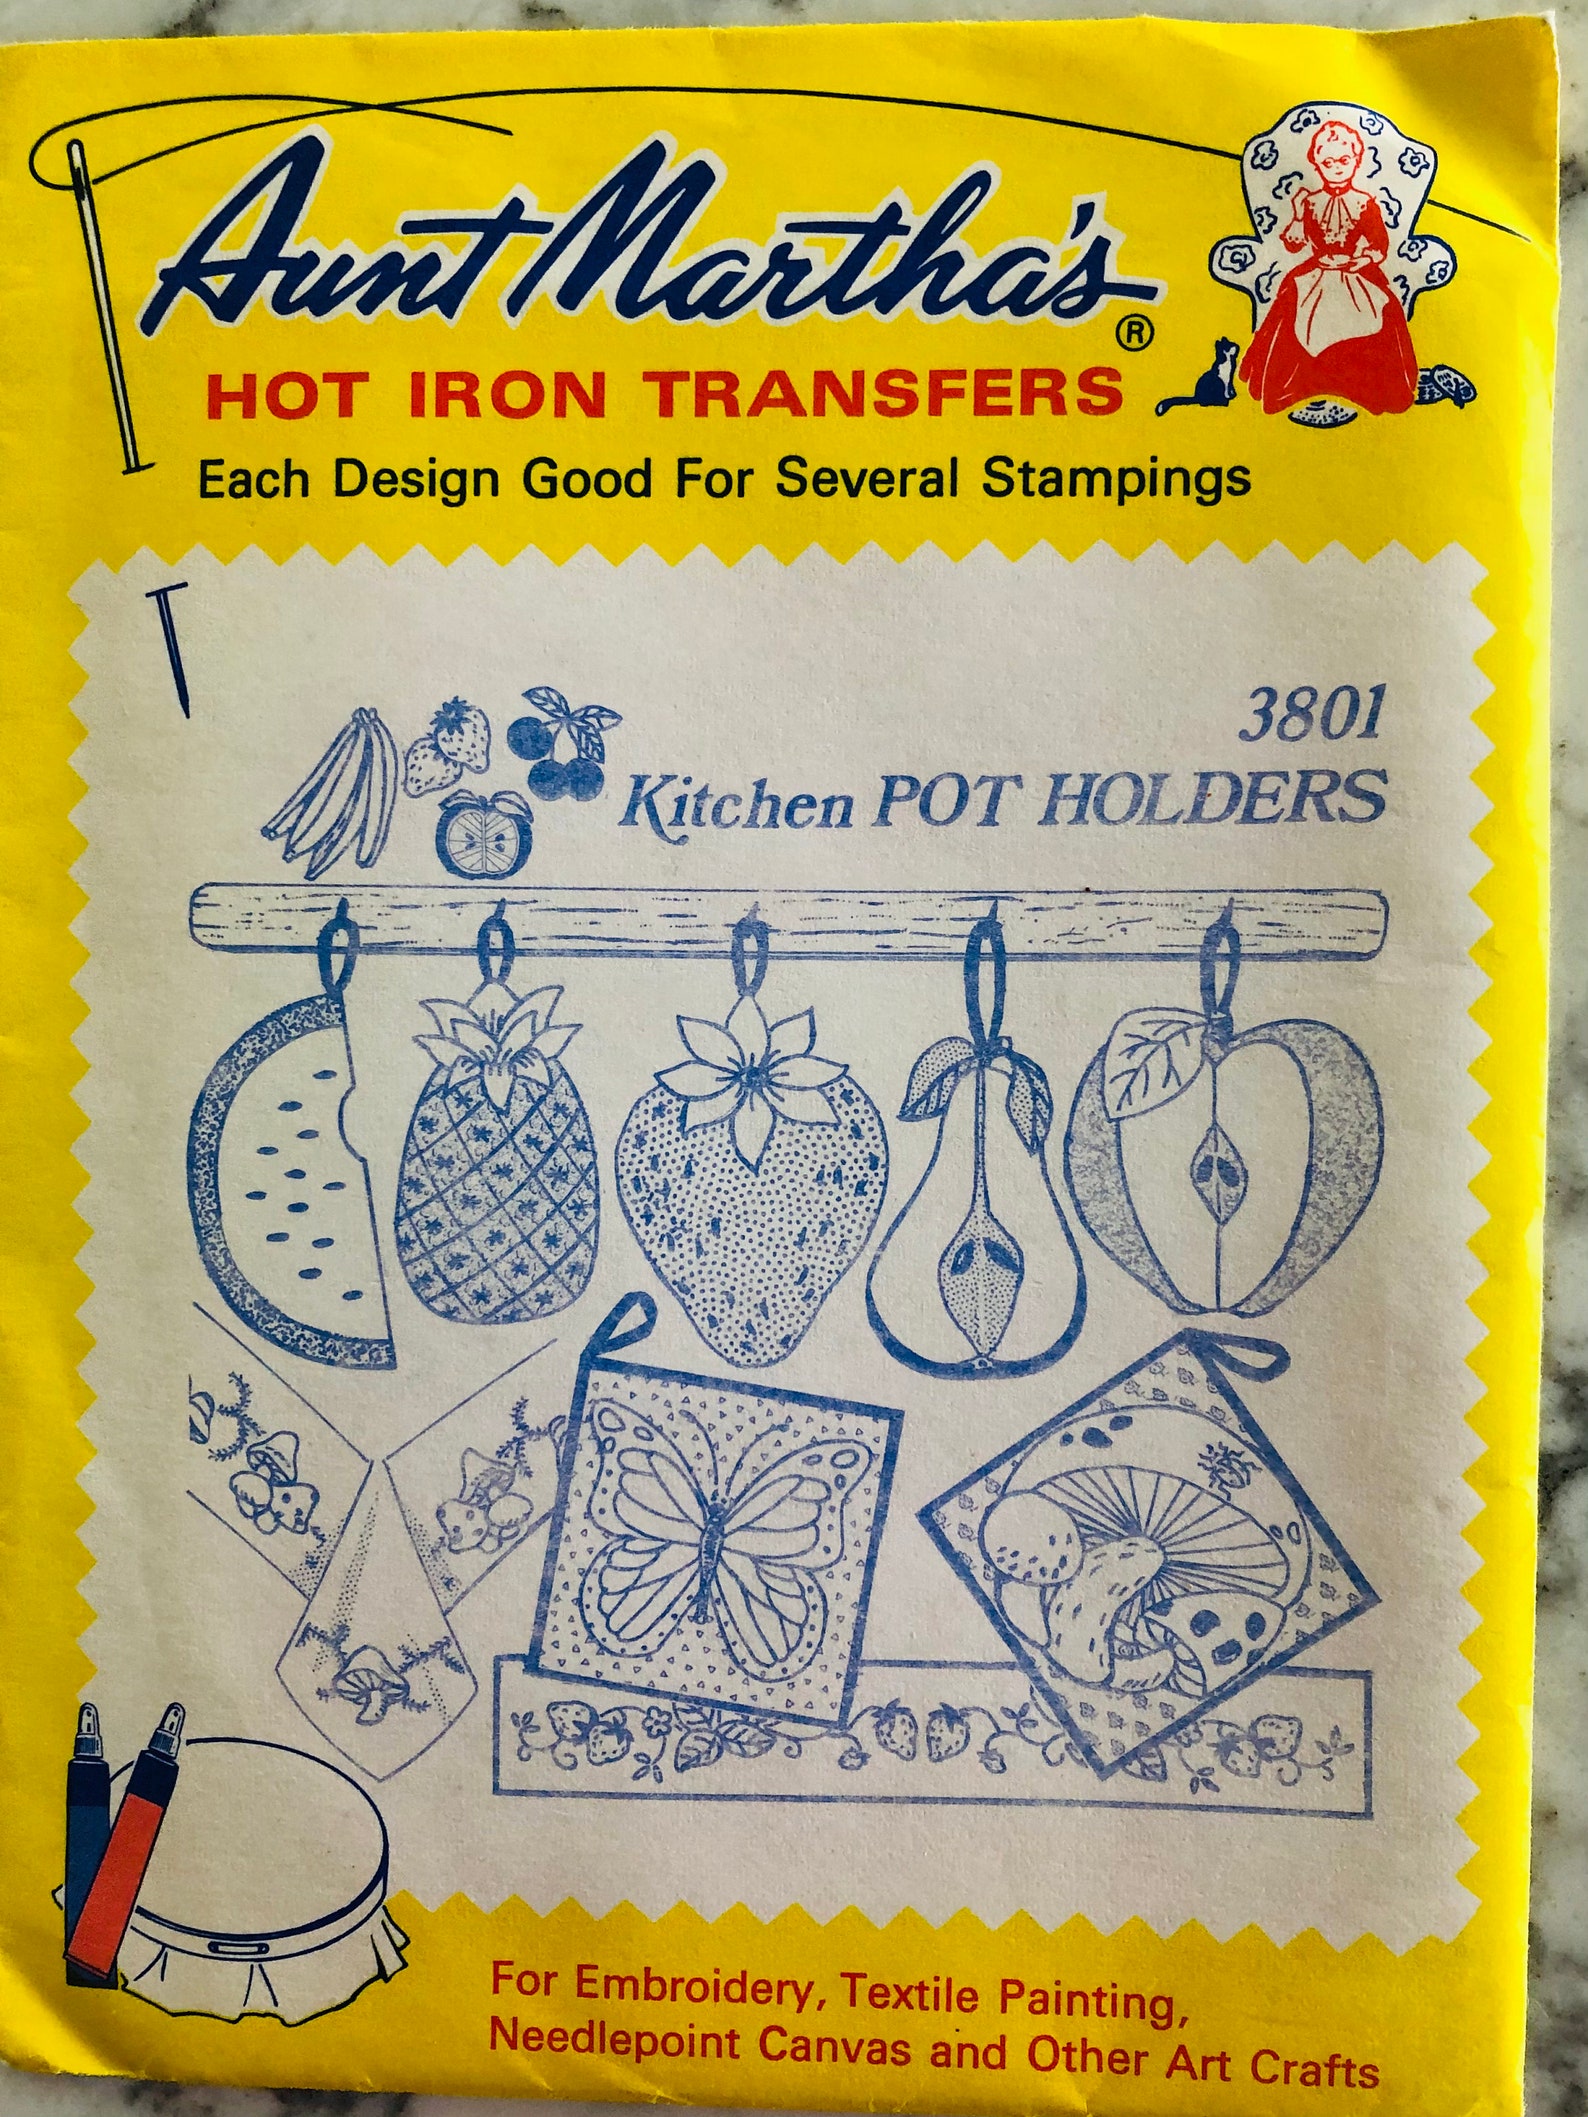 Aunt Martha's®
HOT IRON TRANSFERS
Each Design Good For Several Stampings
3801
Kitchen POT HOLDERS
For Embroidery, Textile Painting,
Needlepoint Canvas and Other Art Crafts